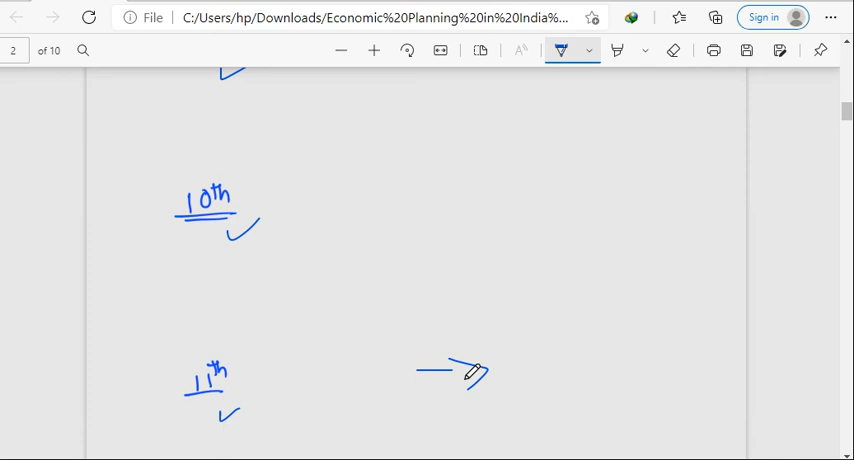 File C:/Users/hp/Downloads/Economic%20Planning%20in%20India%... Sign in
2 of 10
10th
11th